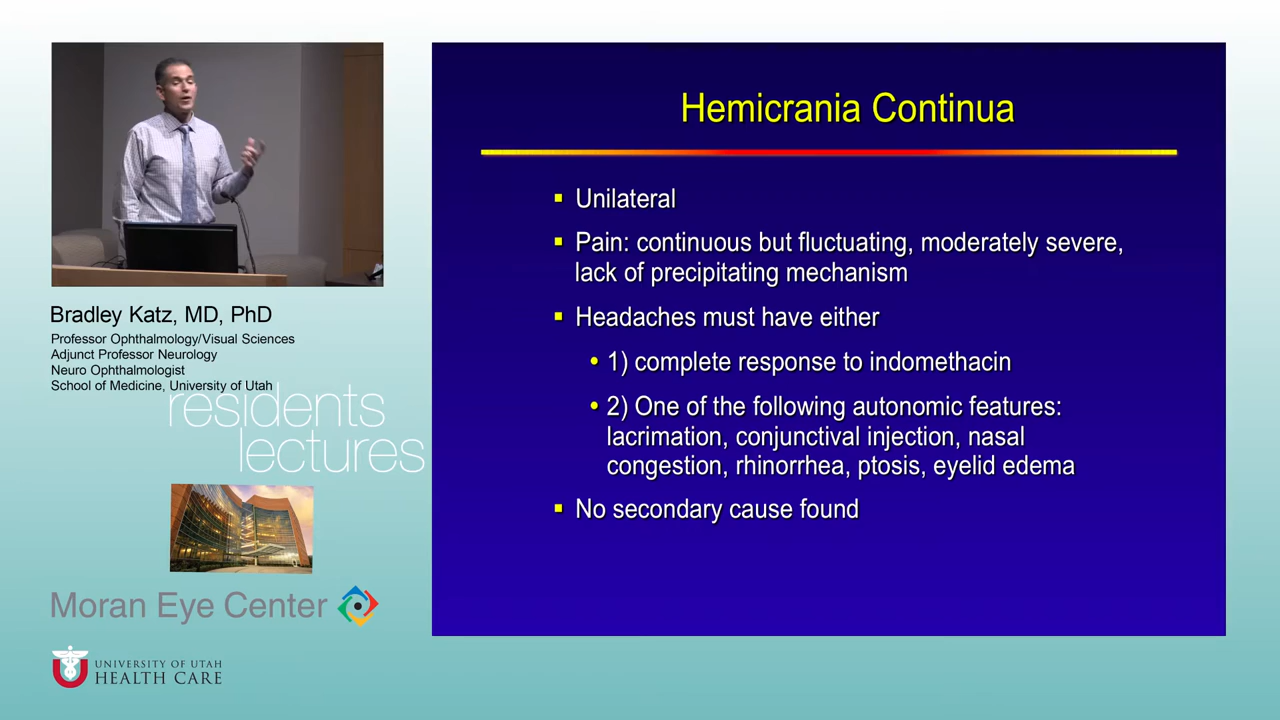 Hemicrania Continua
Unilateral
Pain: continuous but fluctuating, moderately severe,
lack of precipitating mechanism
Headaches must have either
1) complete response to indomethacin
2) One of the following autonomic features:
lacrimation, conjunctival injection, nasal
congestion, rhinorrhea, ptosis, eyelid edema
No secondary cause found
Bradley Katz, MD, PhD
Professor Ophthalmology/Visual Sciences
Adjunct Professor Neurology
Neuro Ophthalmologist
School of Medicine, University of Utah
residents
lectures
Moran Eye Center
UNIVERSITY OF UTAH
HEALTH CARE